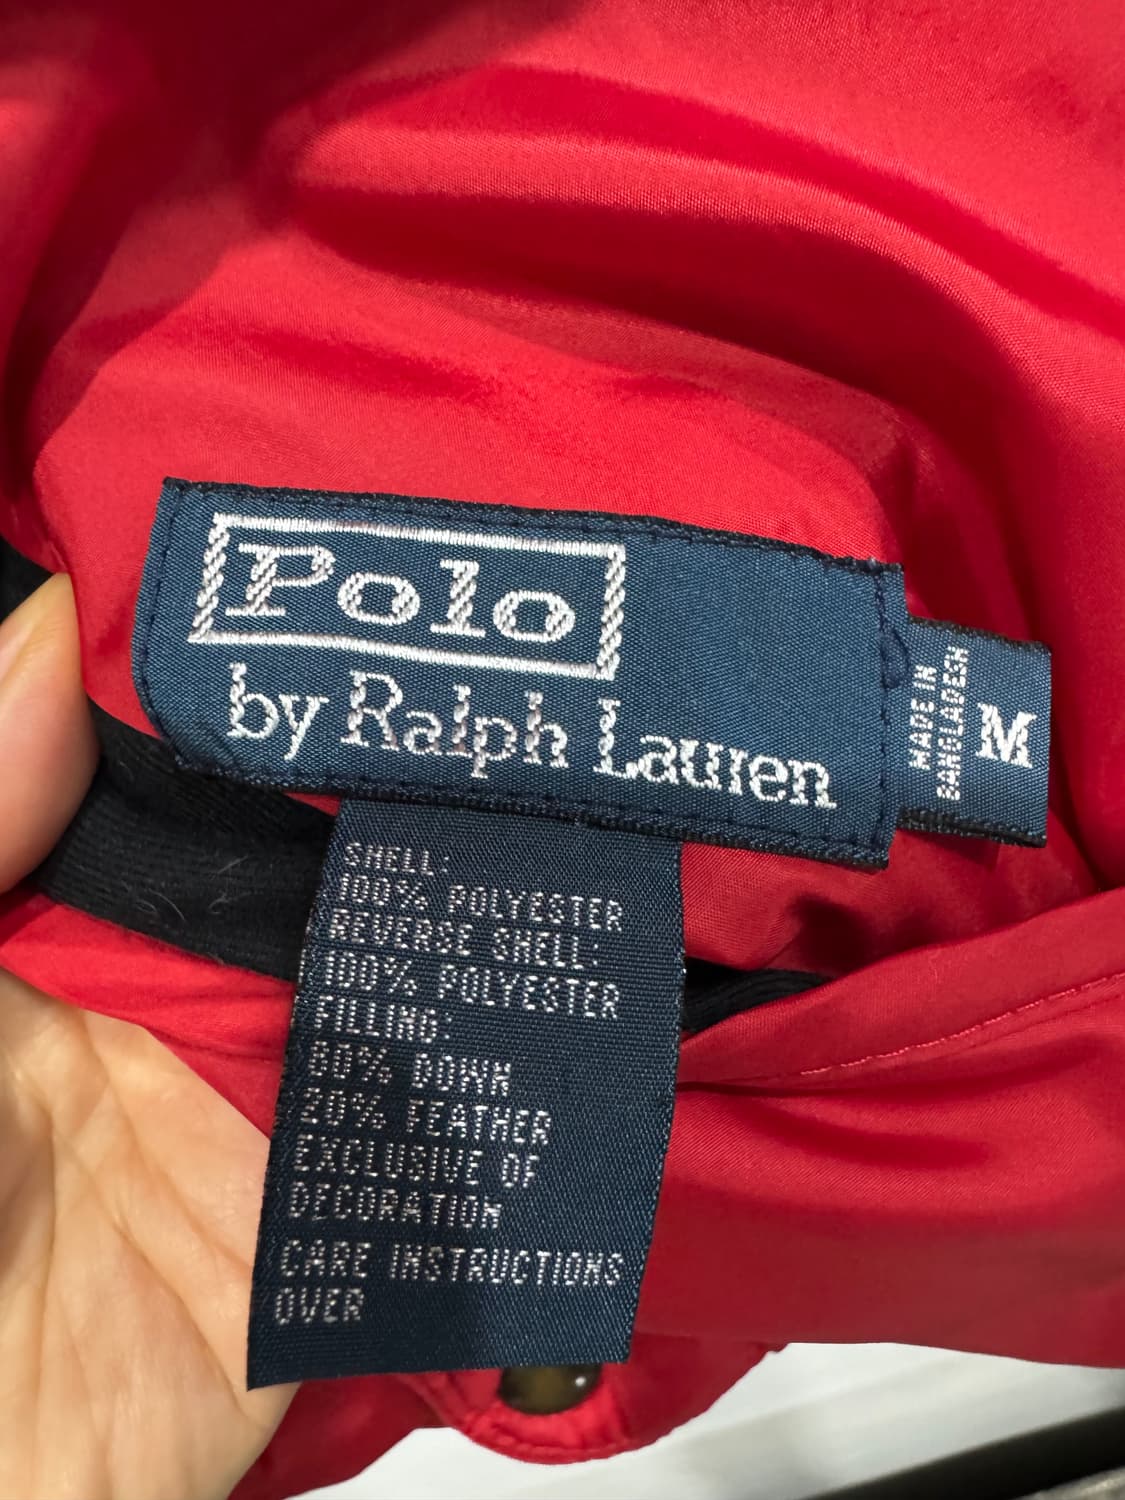 Polo
by Ralph Lauren
MADE IN
BANGLADESH
M
SHELL:
100% POLYESTER
REVERSE SHELL:
100% POLYESTER
FILLING:
80% DOWN
20% FEATHER
EXCLUSIVE OF
DECORATION
CARE INSTRUCTIONS
OVER